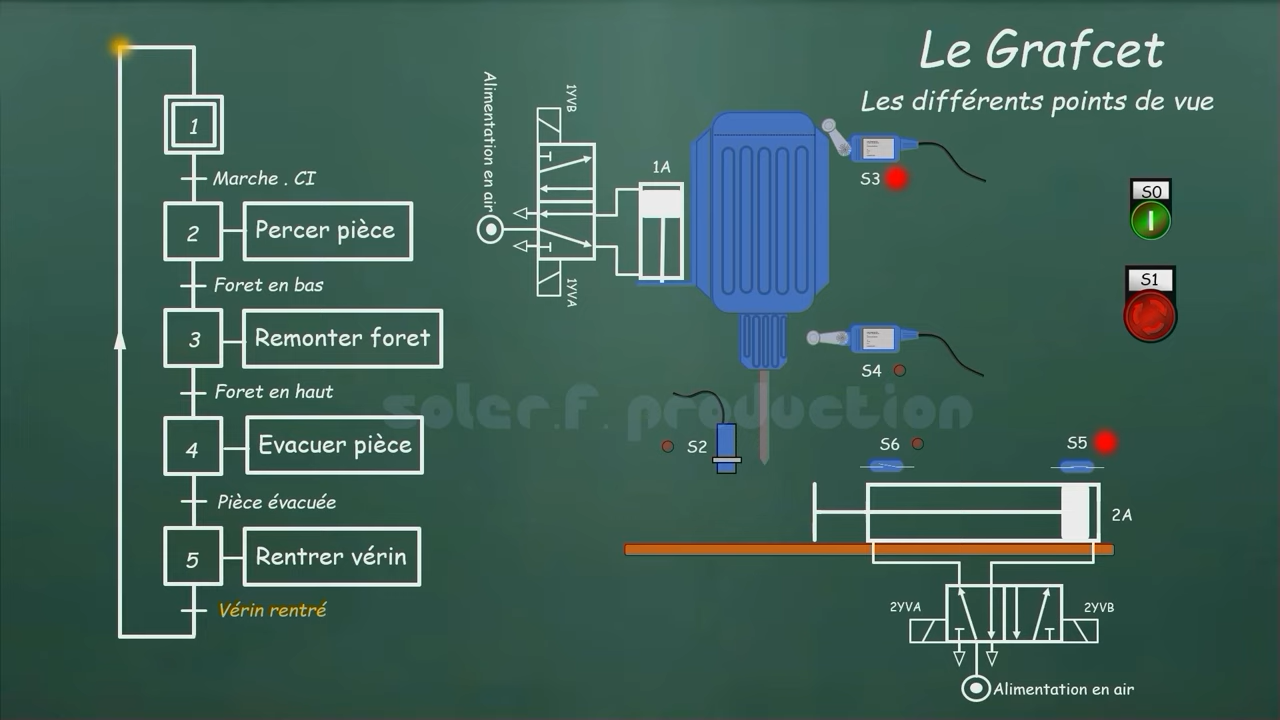 Le Grafcet
Les différents points de vue
1
Marche . CI
2
Percer pièce
Foret en bas
3
Remonter foret
Foret en haut
4
Evacuer pièce
Pièce évacuée
5
Rentrer vérin
Vérin rentré
Alimentation en air
1YVB
1YVA
1A
S3
S4
S2
S6
S5
S0
I
S1
2A
2YVA
2YVB
Alimentation en air
soler.F. production